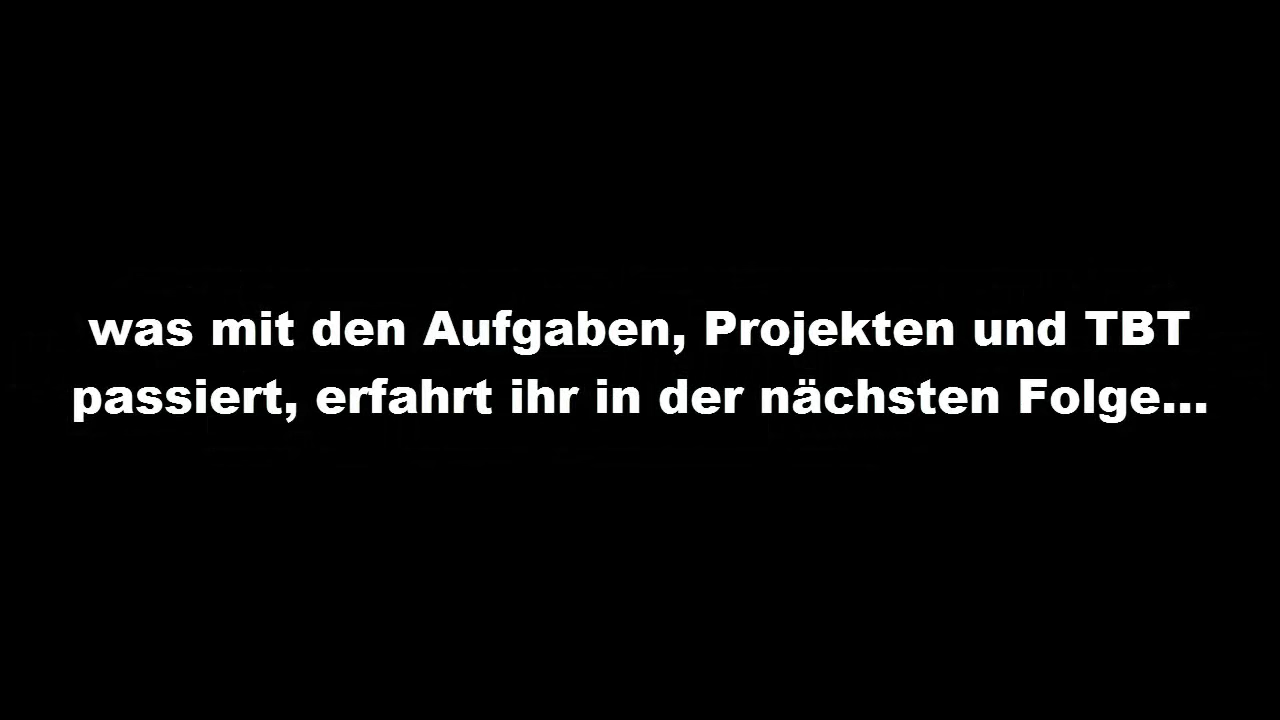 was mit den Aufgaben, Projekten und TBT
passiert, erfahrt ihr in der nächsten Folge...